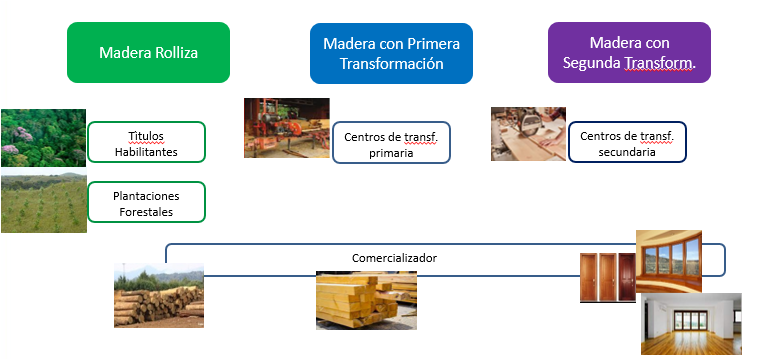 Madera Rolliza
Madera con Primera
Transformación
Madera con
Segunda Transform.
Titulos
Habilitantes
Centros de transf.
primaria
Centros de transf.
secundaria
Plantaciones
Forestales
Comercializador